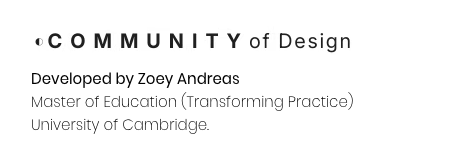 COMMUNITY of Design
Developed by Zoey Andreas
Master of Education (Transforming Practice)
University of Cambridge.